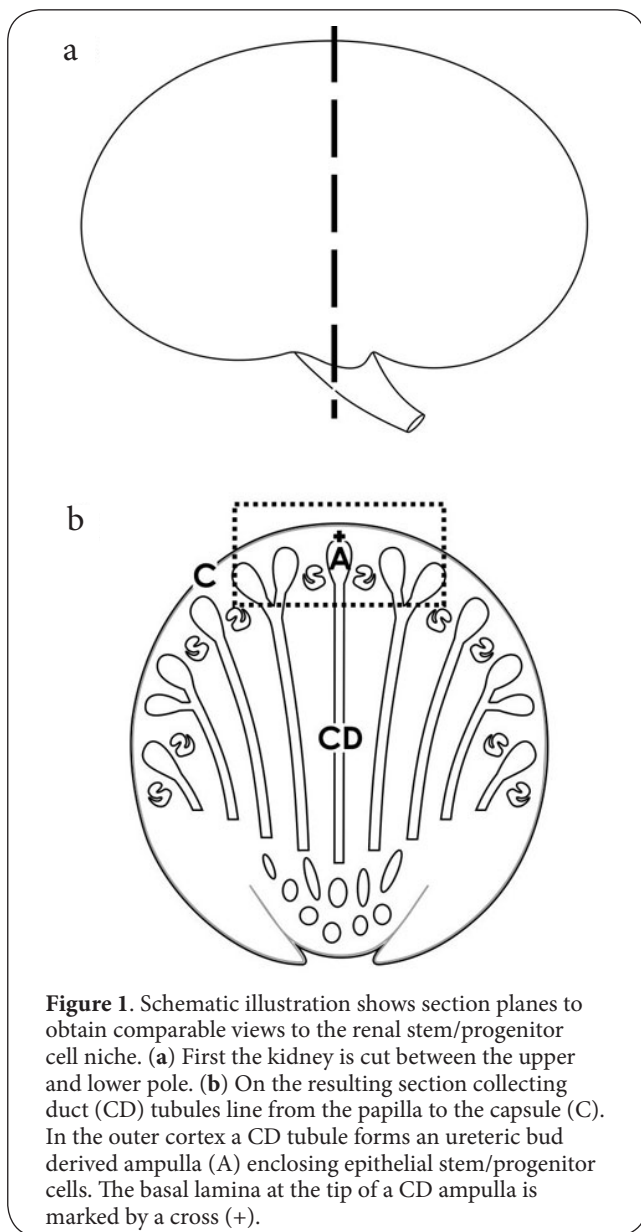 a
b
+
A
C
CD
Figure 1. Schematic illustration shows section planes to
obtain comparable views to the renal stem/progenitor
cell niche. (a) First the kidney is cut between the upper
and lower pole. (b) On the resulting section collecting
duct (CD) tubules line from the papilla to the capsule (C).
In the outer cortex a CD tubule forms an ureteric bud
derived ampulla (A) enclosing epithelial stem/progenitor
cells. The basal lamina at the tip of a CD ampulla is
marked by a cross (+).